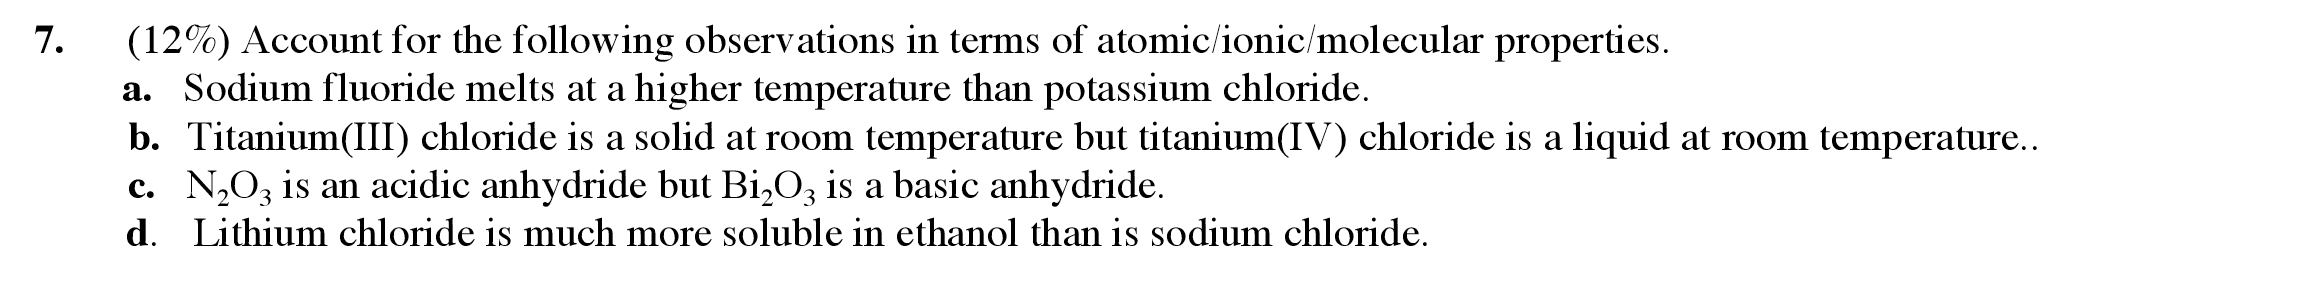 7. (12%) Account for the following observations in terms of atomic/ionic/molecular properties.
a. Sodium fluoride melts at a higher temperature than potassium chloride.
b. Titanium(III) chloride is a solid at room temperature but titanium(IV) chloride is a liquid at room temperature..
c. N₂O₃ is an acidic anhydride but Bi₂O₃ is a basic anhydride.
d. Lithium chloride is much more soluble in ethanol than is sodium chloride.